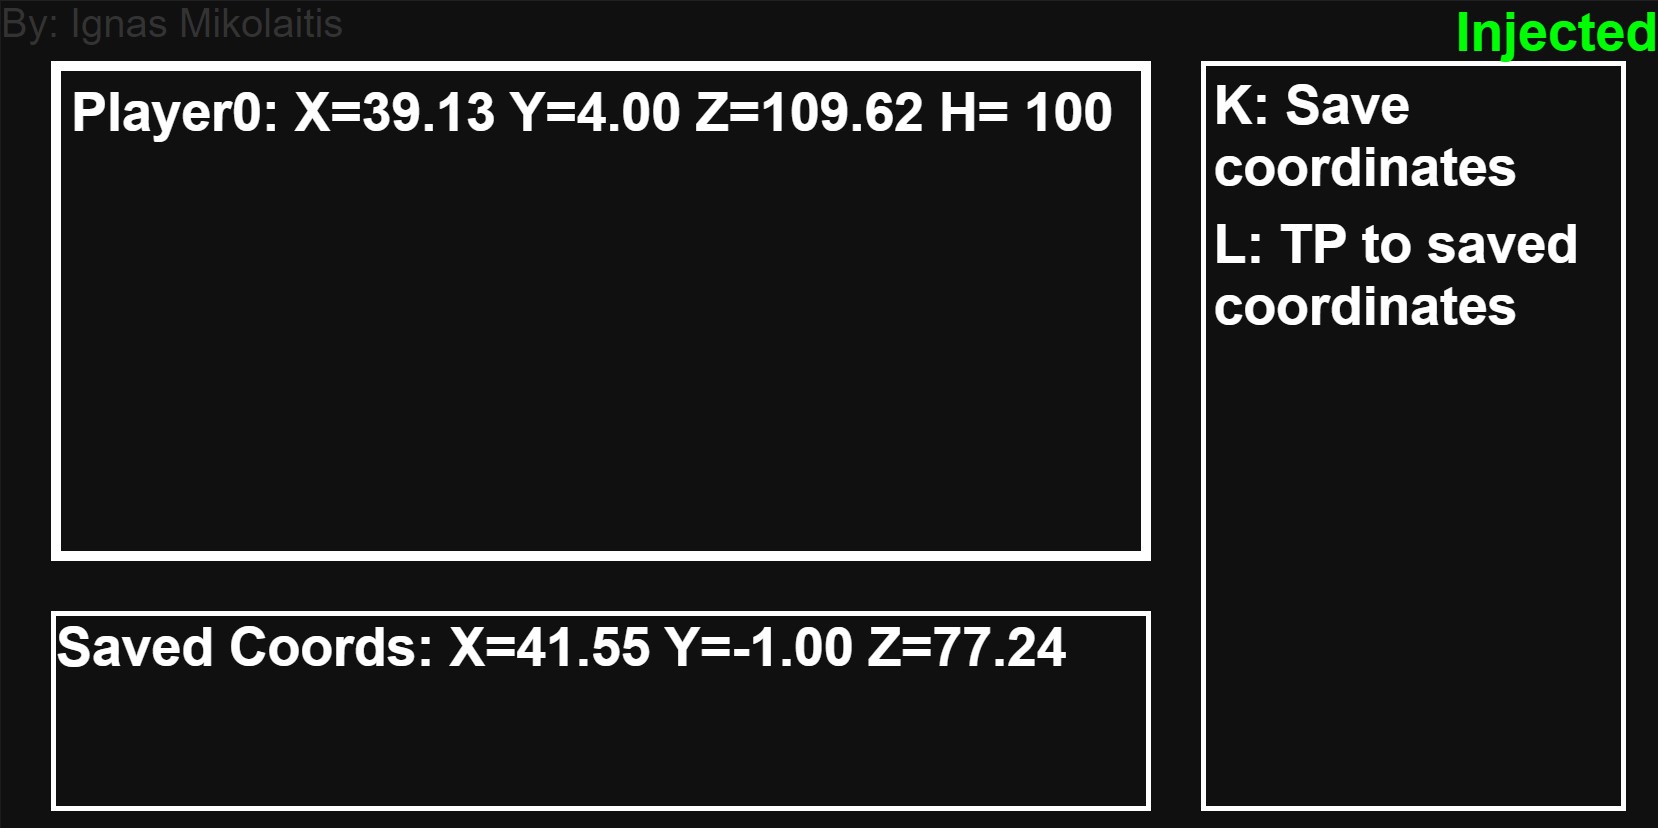 By: Ignas Mikolaitis
Injected
Player0: X=39.13 Y=4.00 Z=109.62 H= 100
K: Save
coordinates
L: TP to saved
coordinates
Saved Coords: X=41.55 Y=-1.00 Z=77.24